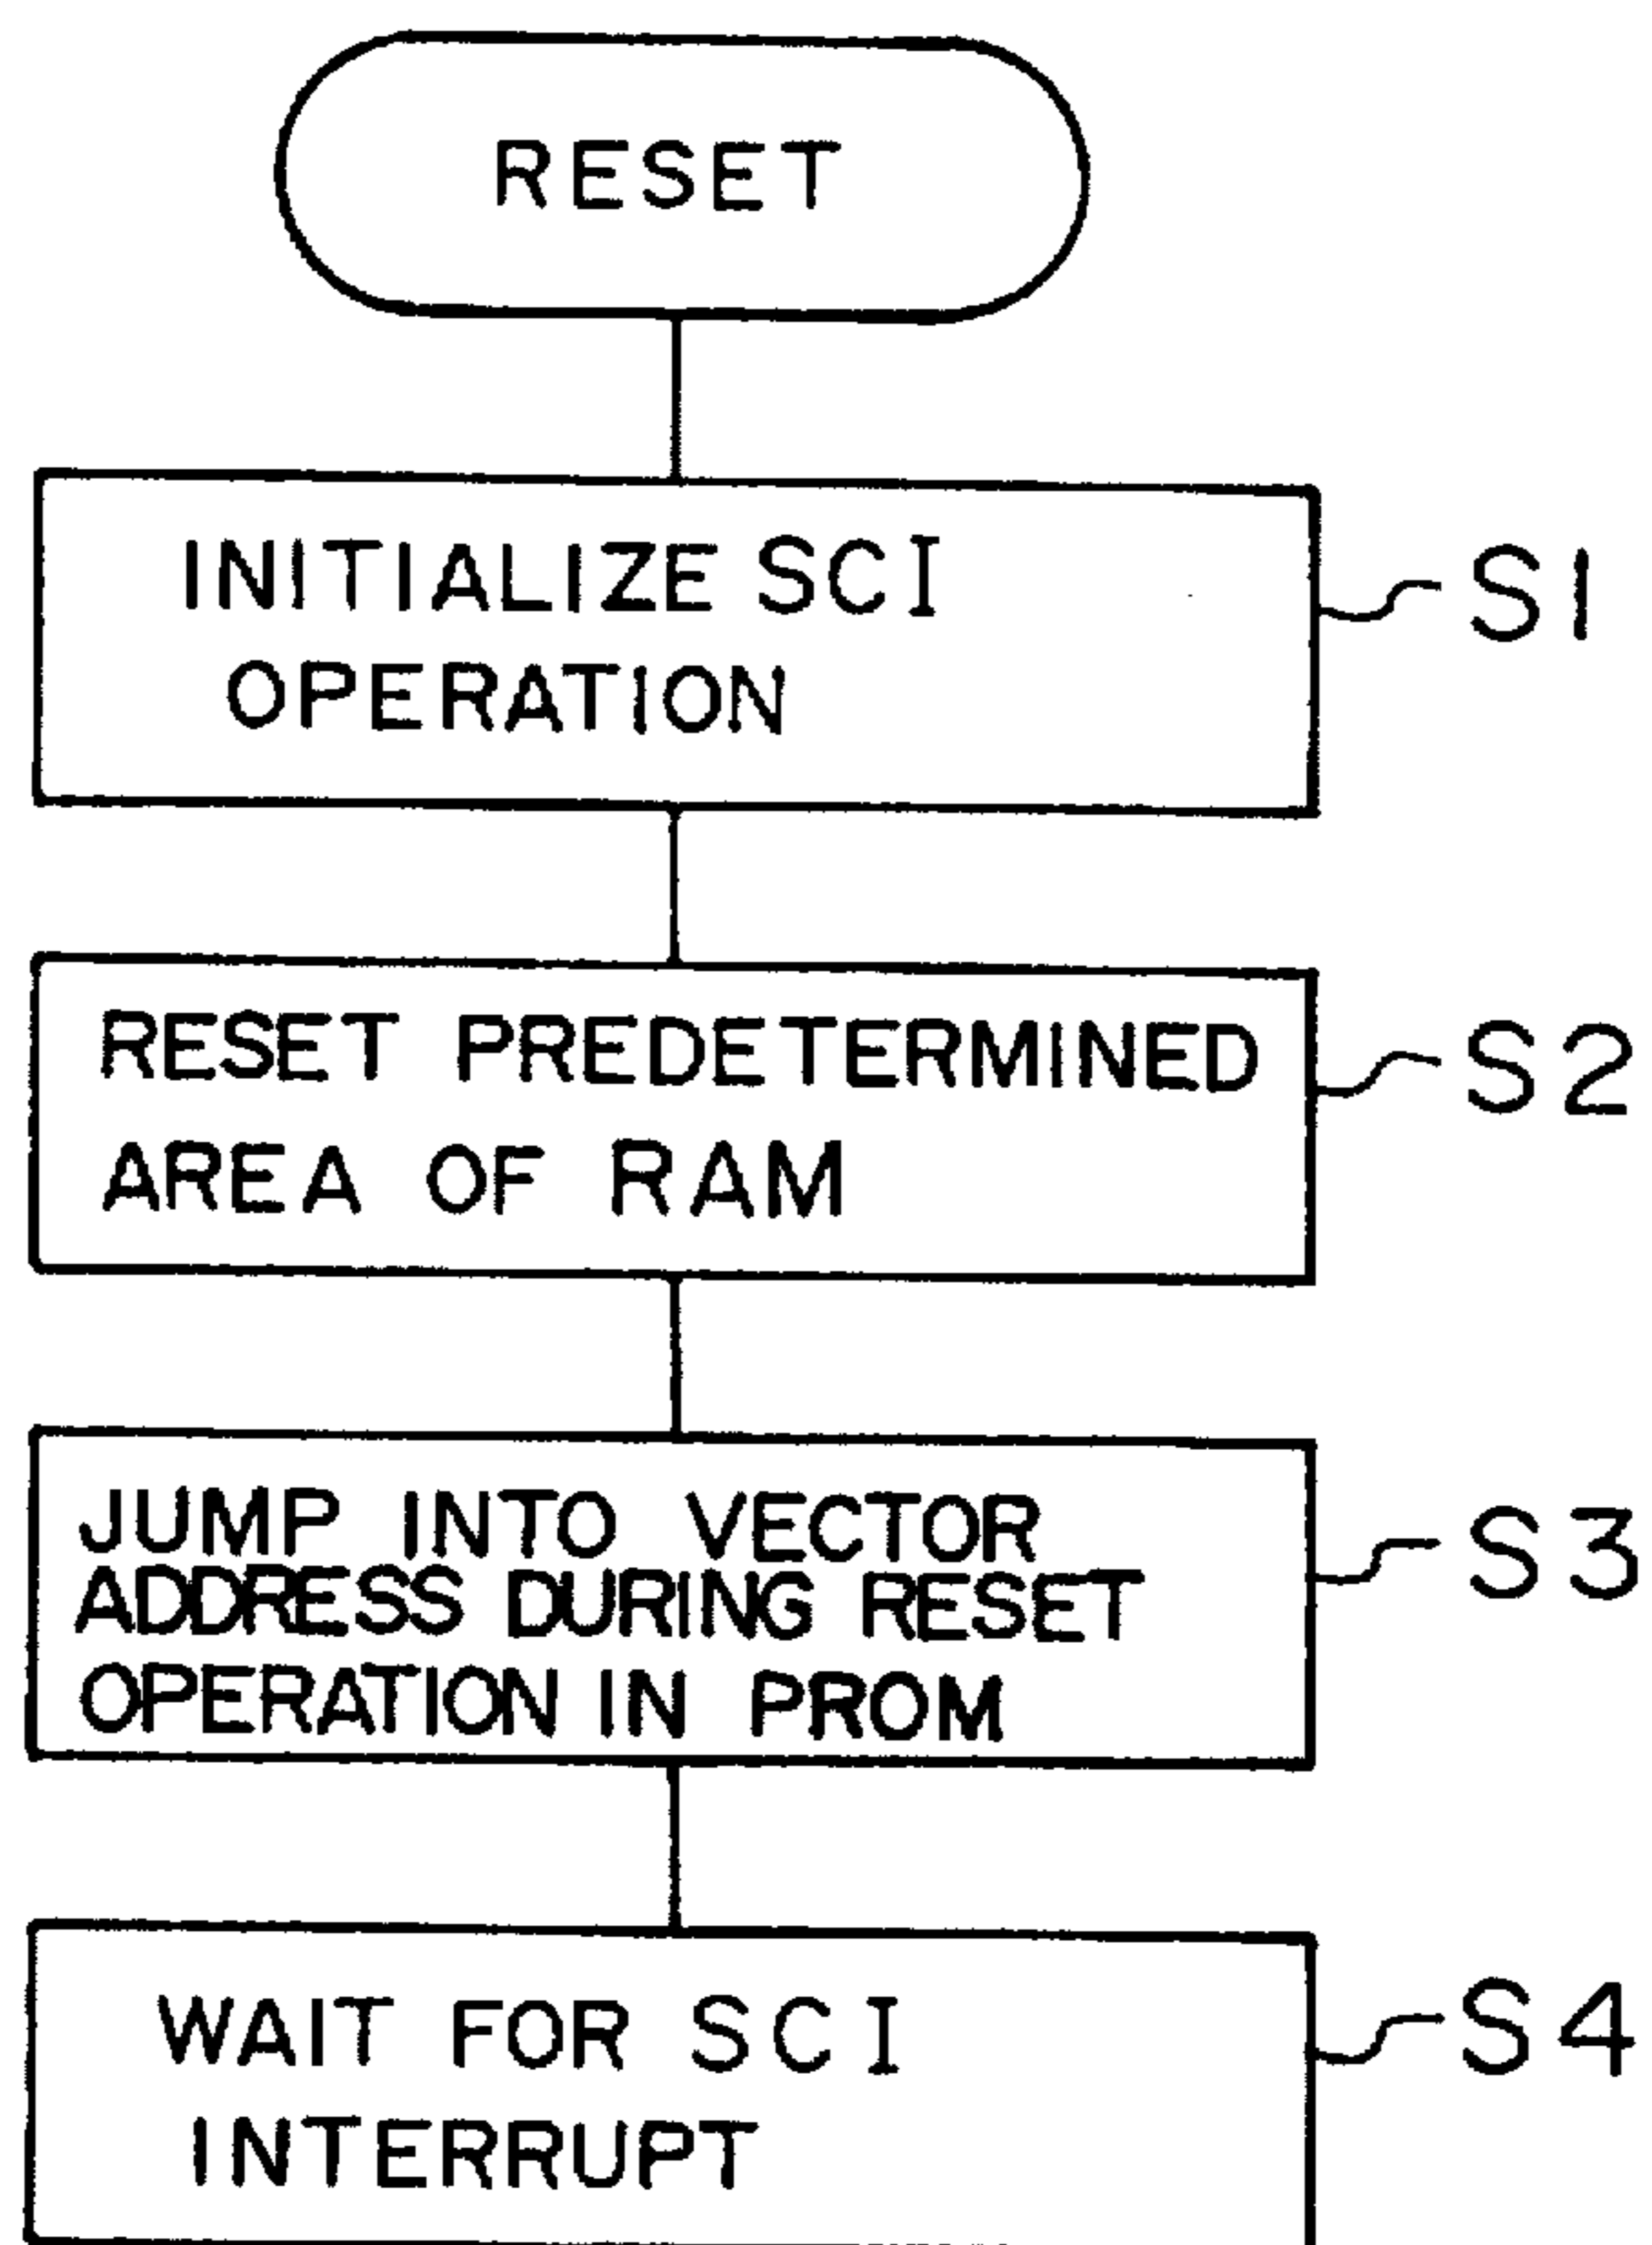 RESET
INITIALIZE SCI
OPERATION
S1
RESET PREDETERMINED
AREA OF RAM
S2
JUMP INTO VECTOR
ADDRESS DURING RESET
OPERATION IN PROM
S3
WAIT FOR SCI
INTERRUPT
S4